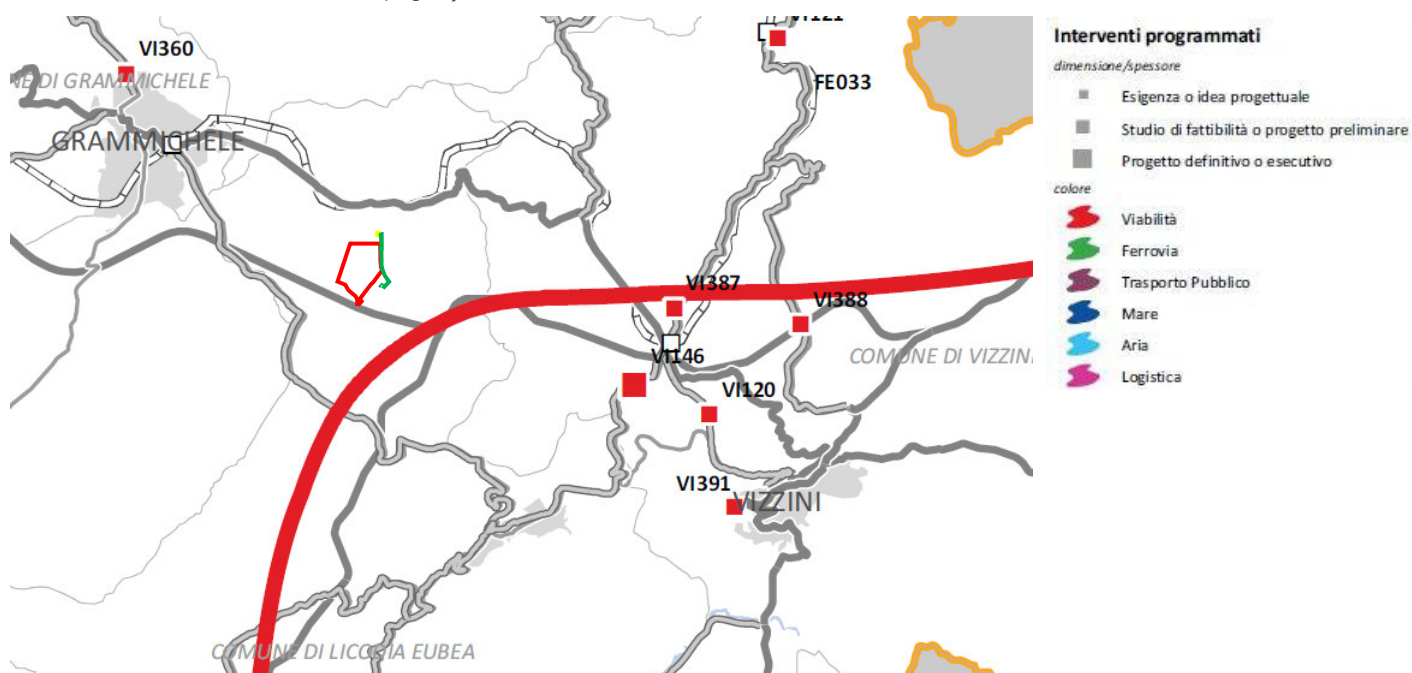 VI121
VI360
NE DI GRAMMICHELE
FE033
GRAMMICHELE
VI387
VI388
VI146
COMUNE DI VIZZINI
VI120
VI391
VIZZINI
COMUNE DI LICODIA EUBEA
Interventi programmati
dimensione/spessore
Esigenza o idea progettuale
Studio di fattibilità o progetto preliminare
Progetto definitivo o esecutivo
colore
Viabilità
Ferrovia
Trasporto Pubblico
Mare
Aria
Logistica